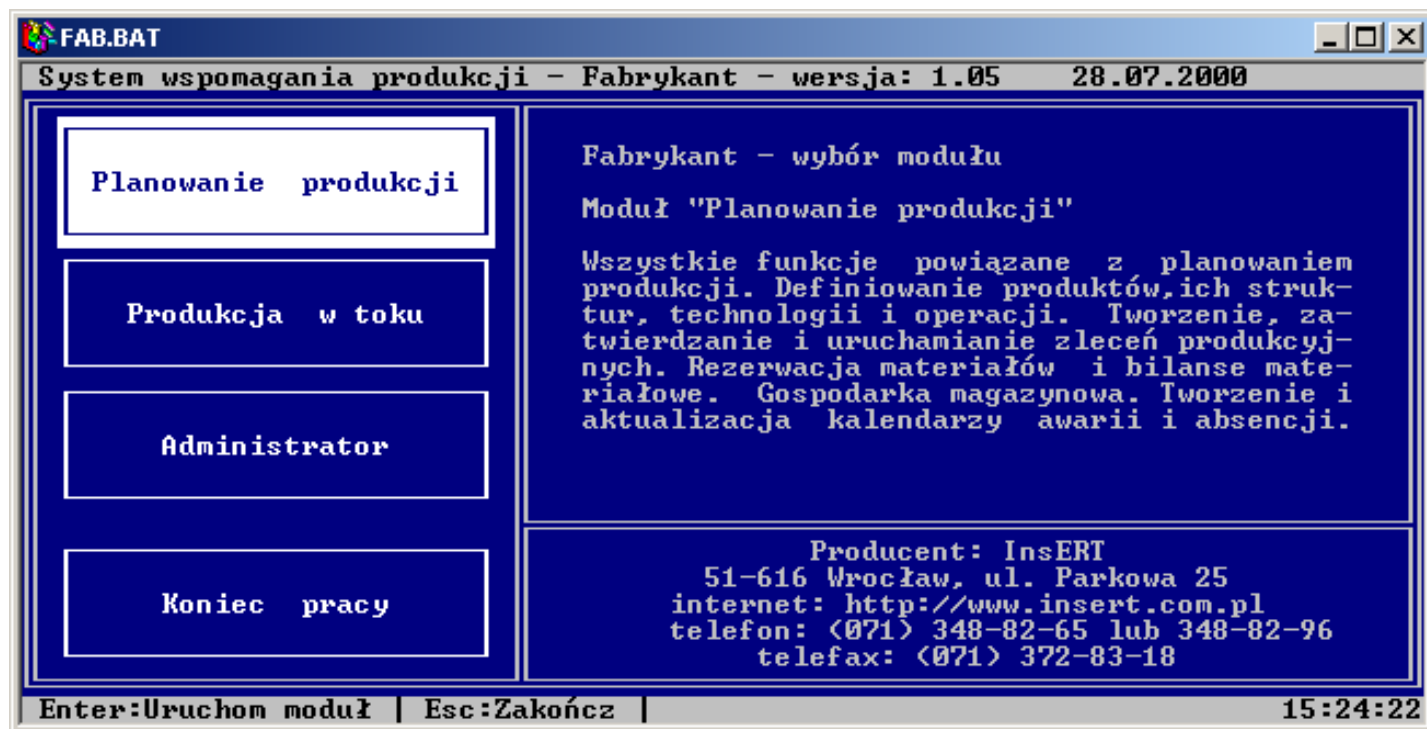 FAB.BAT
System wspomagania produkcji - Fabrykant - wersja: 1.05 28.07.2000
Planowanie produkcji
Produkcja w toku
Administrator
Koniec pracy
Fabrykant - wybór modułu
Moduł "Planowanie produkcji"
Wszystkie funkcje powiązane z planowaniem
produkcji. Definiowanie produktów,ich struk-
tur, technologii i operacji. Tworzenie, za-
twierdzanie i uruchamianie zleceń produkcyj-
nych. Rezerwacja materiałów i bilanse mate-
riałowe. Gospodarka magazynowa. Tworzenie i
aktualizacja kalendarzy awarii i absencji.
Producent: InsERT
51-616 Wrocław, ul. Parkowa 25
internet: http://www.insert.com.pl
telefon: (071) 348-82-65 lub 348-82-96
telefax: (071) 372-83-18
Enter:Uruchom moduł | Esc:Zakończ | 15:24:22